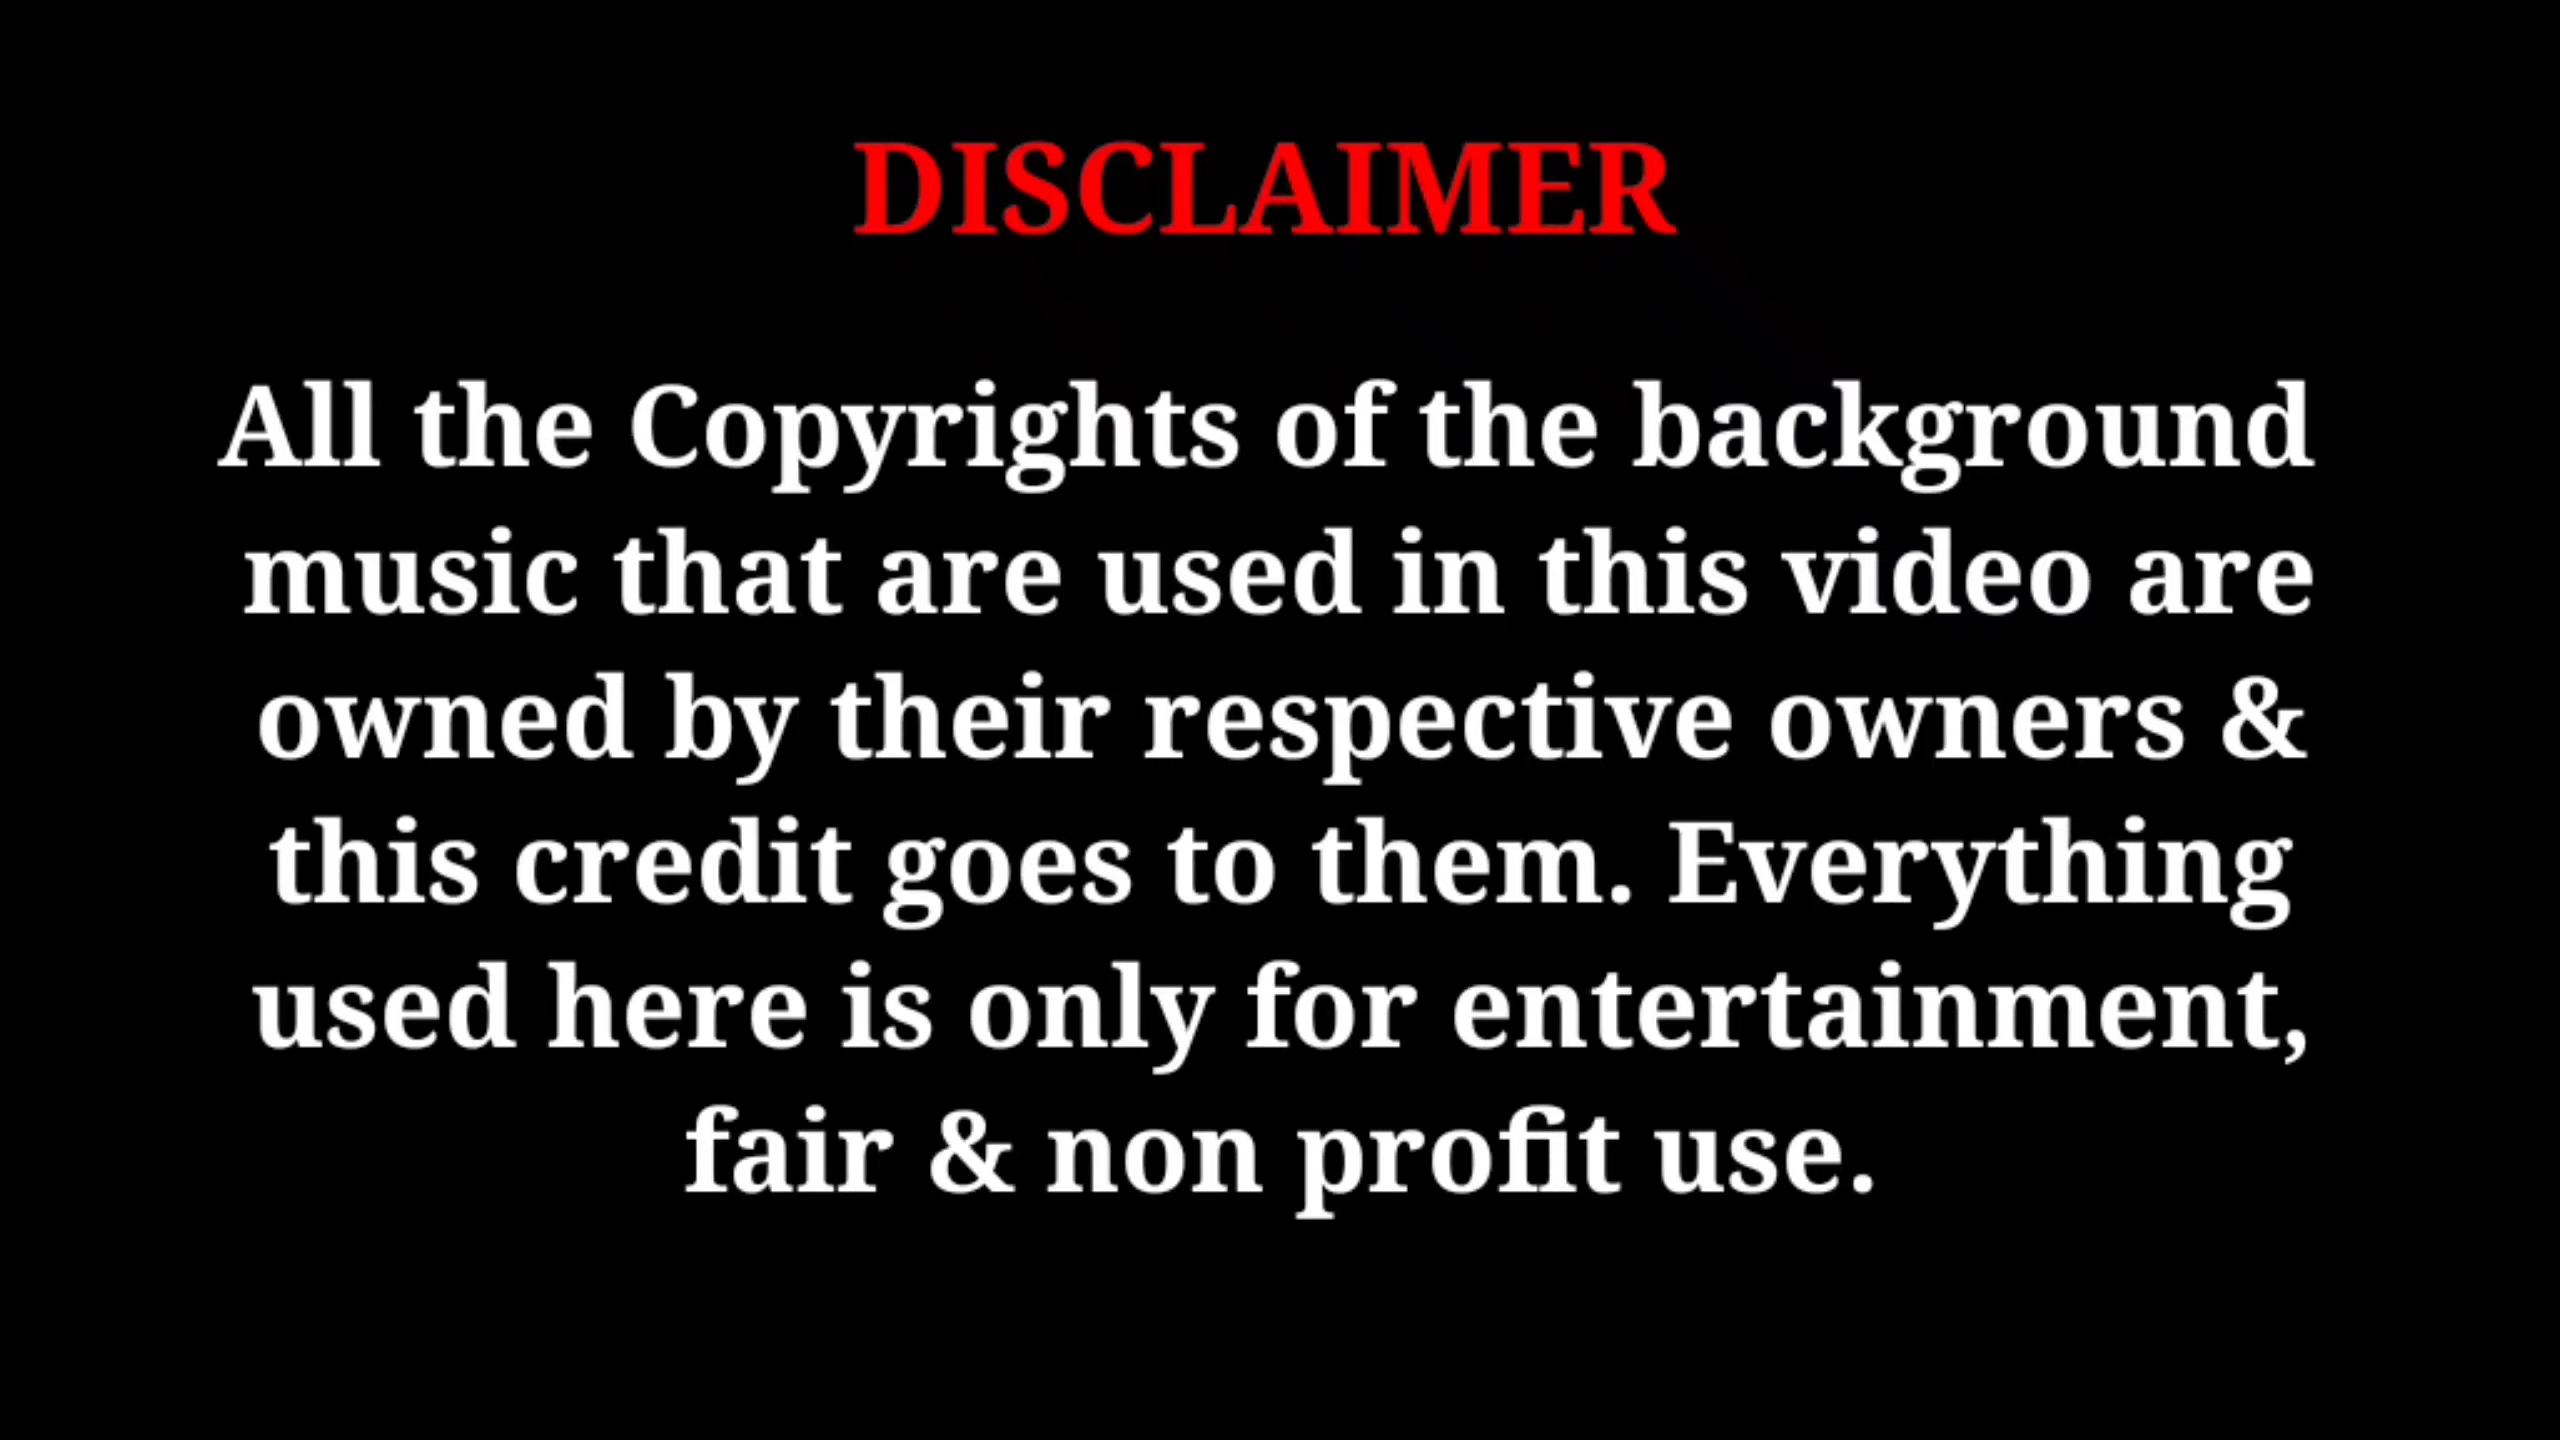 DISCLAIMER
All the Copyrights of the background
music that are used in this video are
owned by their respective owners &
this credit goes to them. Everything
used here is only for entertainment,
fair & non profit use.